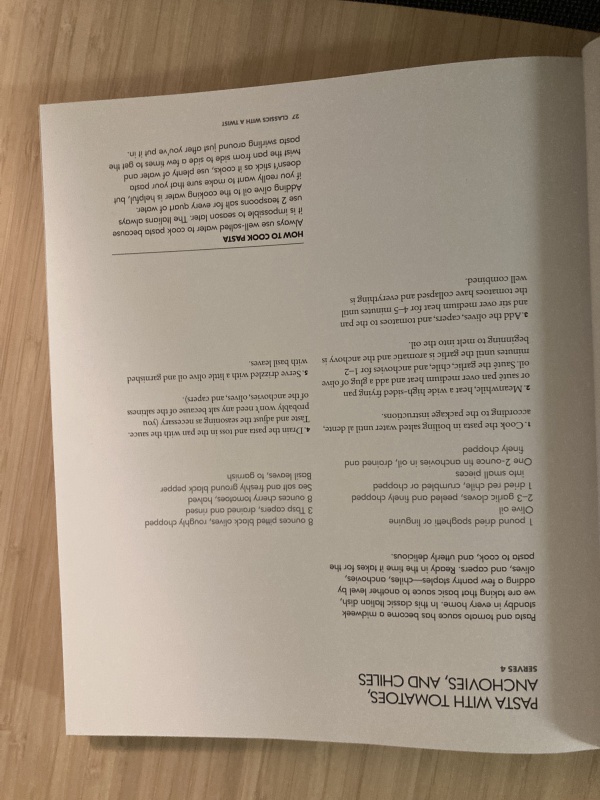 PASTA WITH TOMATOES,
ANCHOVIES, AND CHILES
SERVES 4
Pasta and tomato sauce has become a midweek
standby in every home. In this classic Italian dish,
we are taking that basic sauce to another level by
adding a few pantry staples—chiles, anchovies,
olives, and capers. Ready in the time it takes for the
pasta to cook, and utterly delicious.
1 pound dried spaghetti or linguine
Olive oil
2–3 garlic cloves, peeled and finely chopped
1 dried red chile, crumbled or chopped
into small pieces
One 2-ounce tin anchovies in oil, drained and
finely chopped
8 ounces pitted black olives, roughly chopped
3 Tbsp capers, drained and rinsed
8 ounces cherry tomatoes, halved
Sea salt and freshly ground black pepper
Basil leaves, to garnish
1. Cook the pasta in boiling salted water until al dente,
according to the package instructions.
2. Meanwhile, heat a wide high-sided frying pan
or sauté pan over medium heat and add a glug of olive
oil. Sauté the garlic, chile, and anchovies for 1–2
minutes until the garlic is aromatic and the anchovy is
beginning to melt into the oil.
3. Add the olives, capers, and tomatoes to the pan
and stir over medium heat for 4–5 minutes until
the tomatoes have collapsed and everything is
well combined.
4. Drain the pasta and toss in the pan with the sauce.
Taste and adjust the seasoning as necessary (you
probably won't need any salt because of the saltiness
of the anchovies, olives, and capers).
5. Serve drizzled with a little olive oil and garnished
with basil leaves.
HOW TO COOK PASTA
Always use well-salted water to cook pasta because
it is impossible to season later. The Italians always
use 2 teaspoons salt for every quart of water.
Adding olive oil to the cooking water is helpful, but
if you really want to make sure that your pasta
doesn't stick as it cooks, use plenty of water and
twist the pan from side to side a few times to get the
pasta swirling around just after you've put it in.
37 CLASSICS WITH A TWIST